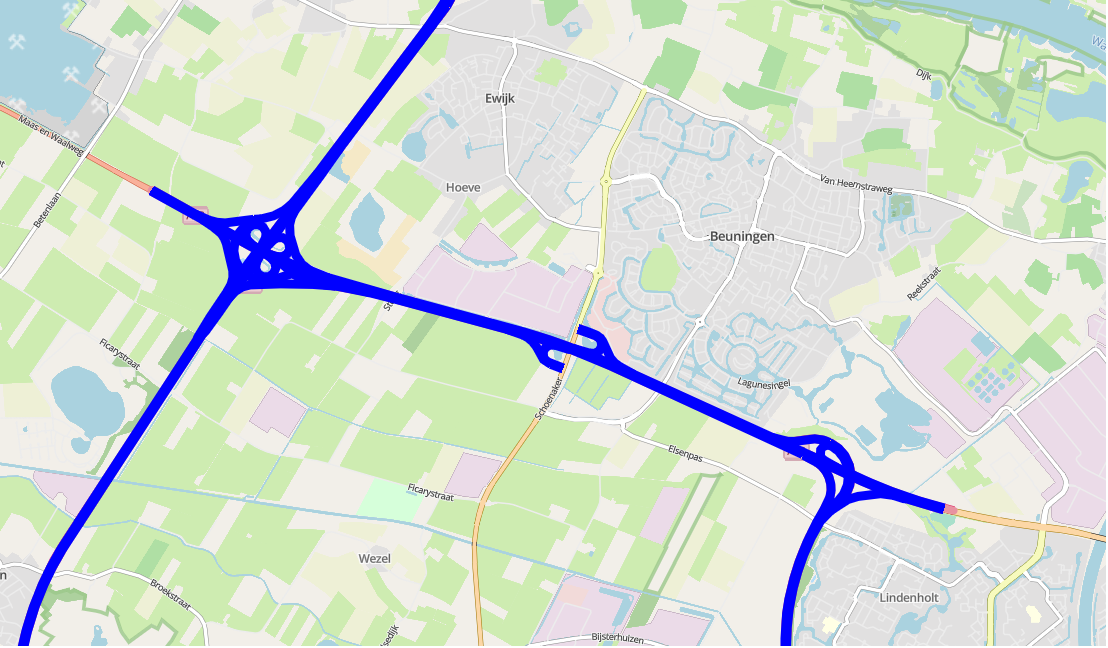 Dijk
Ewijk
Maas en Waalweg
Van Heemstraweg
Hoeve
Betenlaan
Beuningen
Reekstraat
Ficarystraat
Lagunesingel
Schoenaker
Elsenpas
Ficarystraat
Wezel
Broekstraat
Lindenholt
Bijsterhuizen